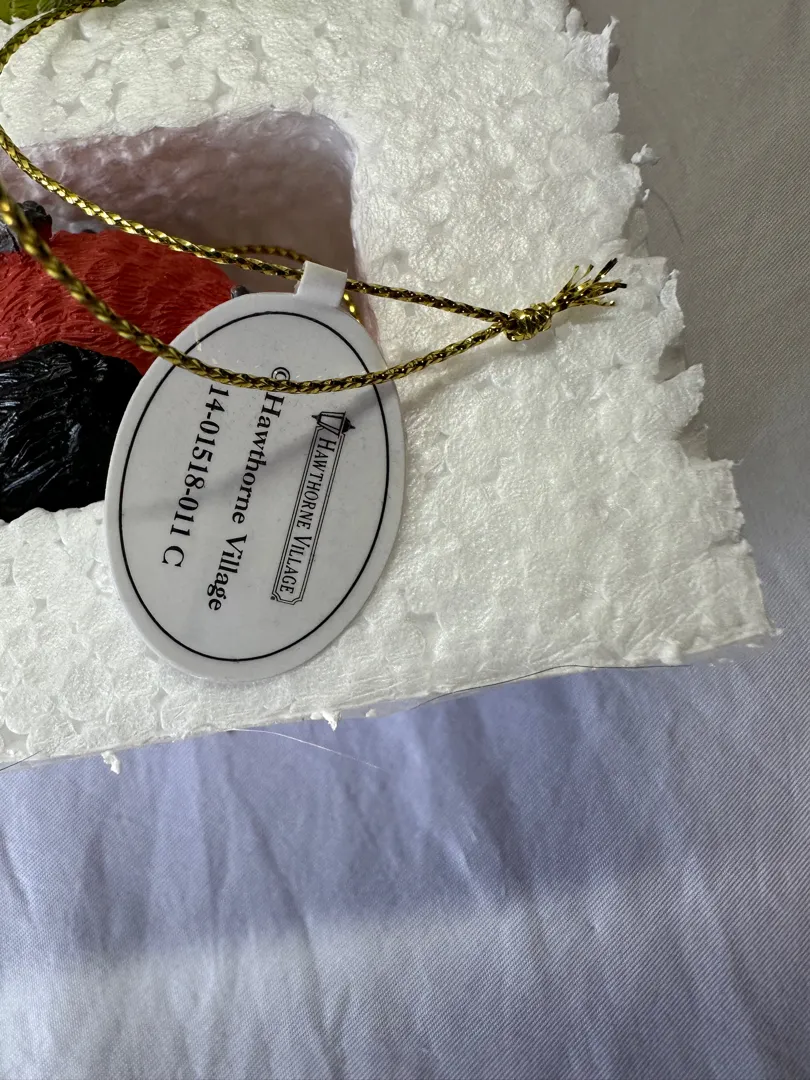 HAWTHORNE VILLAGE®
©Hawthorne Village
14-01518-011 C